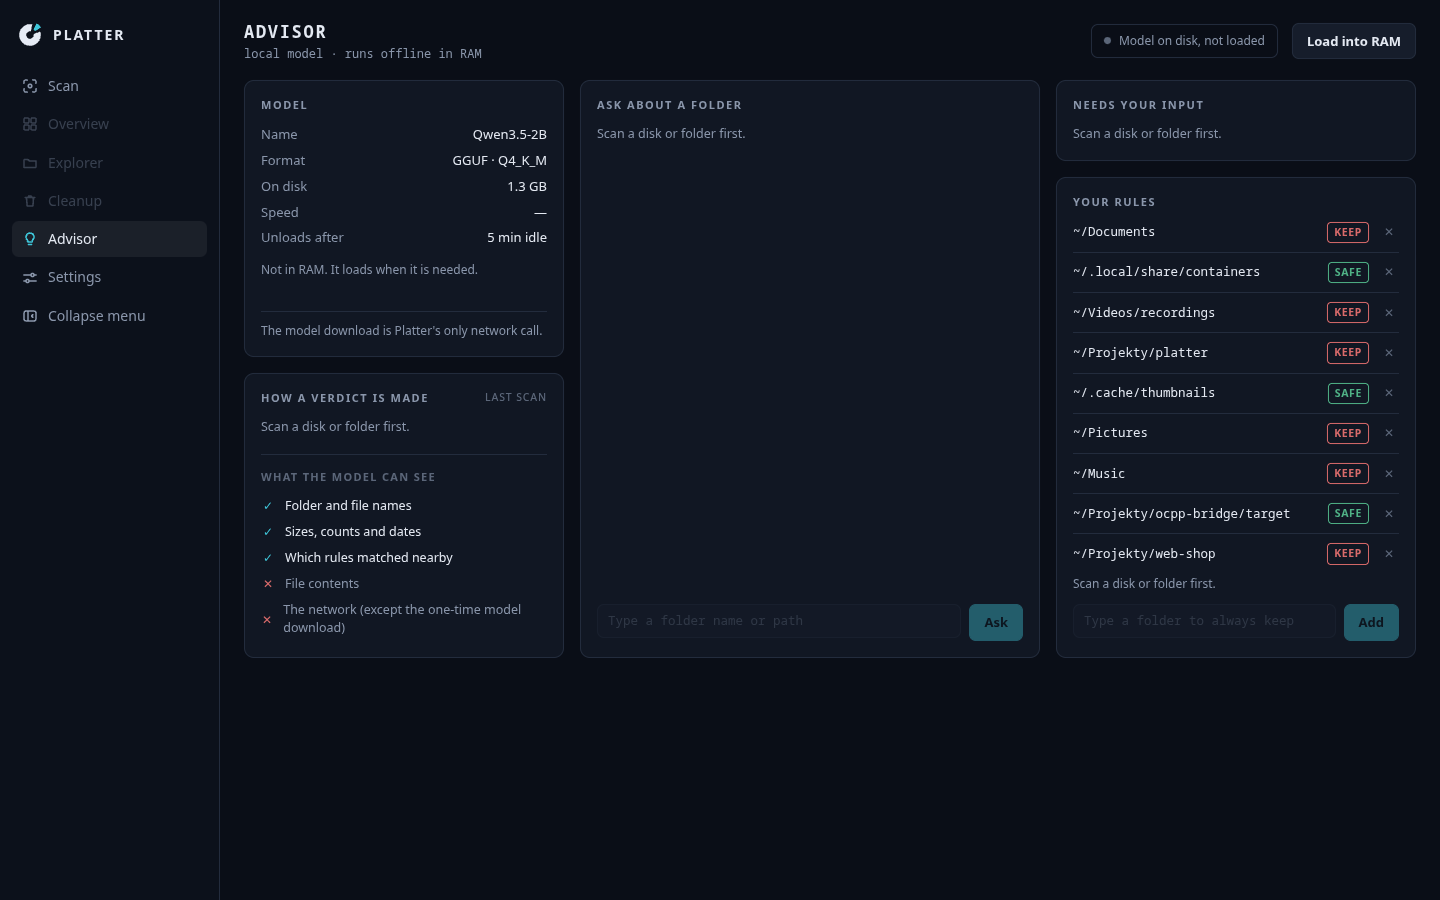 PLATTER
Scan
Overview
Explorer
Cleanup
Advisor
Settings
Collapse menu
ADVISOR
local model · runs offline in RAM
Model on disk, not loaded
Load into RAM
MODEL
Name Qwen3.5-2B
Format GGUF · Q4_K_M
On disk 1.3 GB
Speed —
Unloads after 5 min idle
Not in RAM. It loads when it is needed.
The model download is Platter's only network call.
HOW A VERDICT IS MADE LAST SCAN
Scan a disk or folder first.
WHAT THE MODEL CAN SEE
✓ Folder and file names
✓ Sizes, counts and dates
✓ Which rules matched nearby
✕ File contents
✕ The network (except the one-time model
download)
ASK ABOUT A FOLDER
Scan a disk or folder first.
Type a folder name or path Ask
NEEDS YOUR INPUT
Scan a disk or folder first.
YOUR RULES
~/Documents KEEP ×
~/.local/share/containers SAFE ×
~/Videos/recordings KEEP ×
~/Projekty/platter KEEP ×
~/.cache/thumbnails SAFE ×
~/Pictures KEEP ×
~/Music KEEP ×
~/Projekty/ocpp-bridge/target SAFE ×
~/Projekty/web-shop KEEP ×
Scan a disk or folder first.
Type a folder to always keep Add